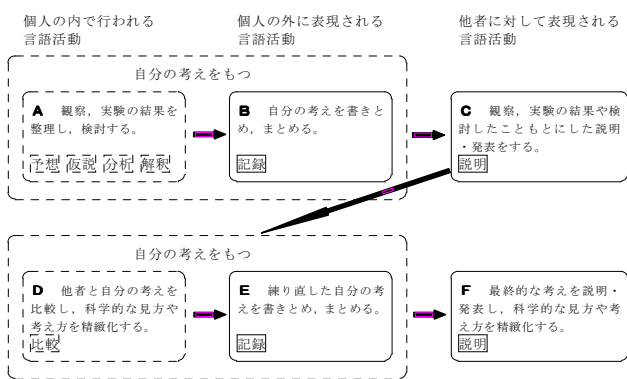 個人の内で行われる
言語活動
個人の外に表現される
言語活動
他者に対して表現される
言語活動
自分の考えをもつ
A 観察，実験の結果を
整理し，検討する。
予想 仮説 分析 解釈
B 自分の考えを書きと
め，まとめる。
記録
C 観察，実験の結果や検
討したこともとにした説明
・発表をする。
説明
自分の考えをもつ
D 他者と自分の考えを
比較し，科学的な見方や
考え方を精緻化する。
比較
E 練り直した自分の考
えを書きとめ，まとめる。
記録
F 最終的な考えを説明・
発表し，科学的な見方や考
え方を精緻化する。
説明